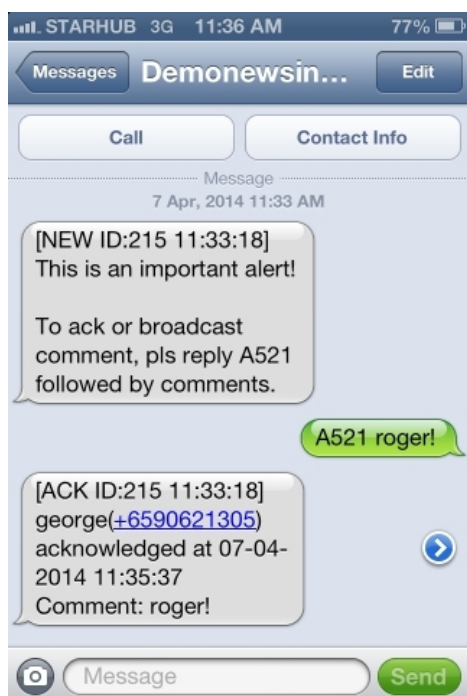 STARHUB 3G 11:36 AM 77%
Messages Demonewsin... Edit
Call Contact Info
Message
7 Apr, 2014 11:33 AM
[NEW ID:215 11:33:18]
This is an important alert!
To ack or broadcast
comment, pls reply A521
followed by comments.
A521 roger!
[ACK ID:215 11:33:18]
george(+6590621305)
acknowledged at 07-04-
2014 11:35:37
Comment: roger!
Message Send